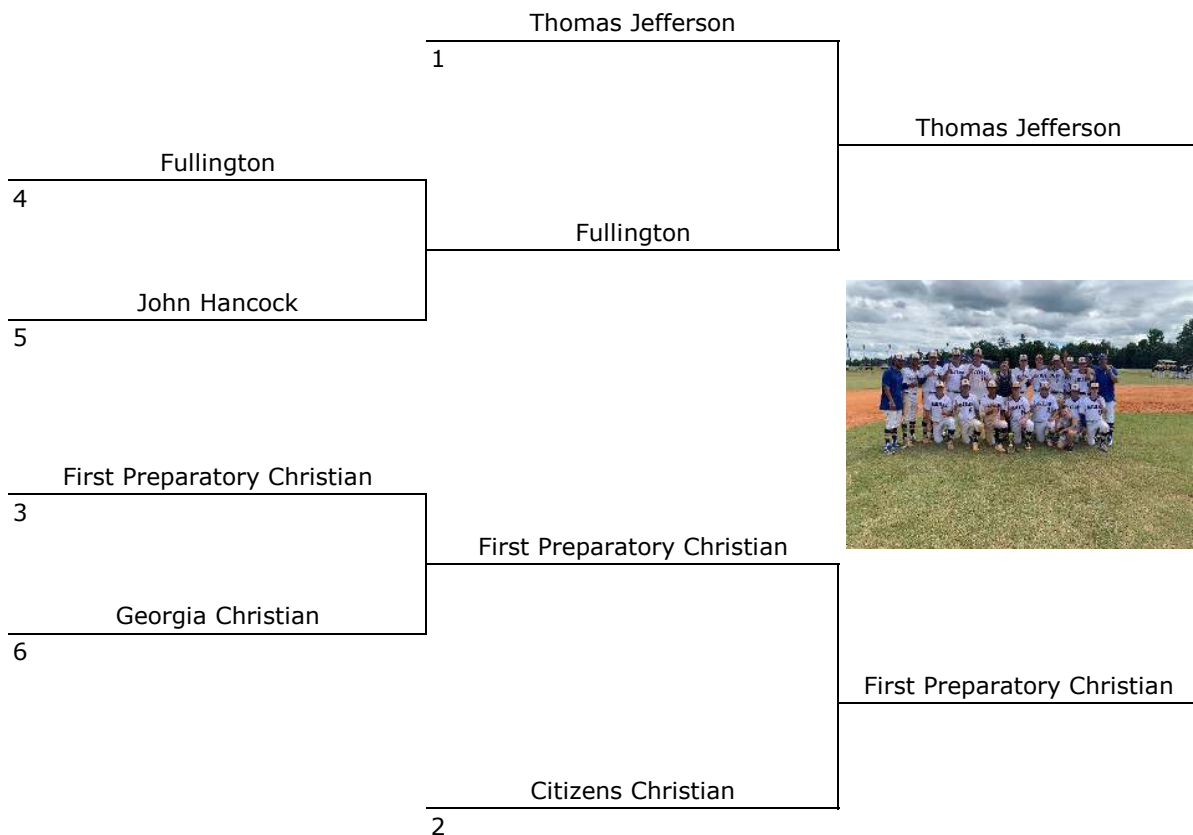 Thomas Jefferson
1
Thomas Jefferson
Fullington
4
Fullington
John Hancock
5
First Preparatory Christian
3
First Preparatory Christian
Georgia Christian
6
First Preparatory Christian
Citizens Christian
2